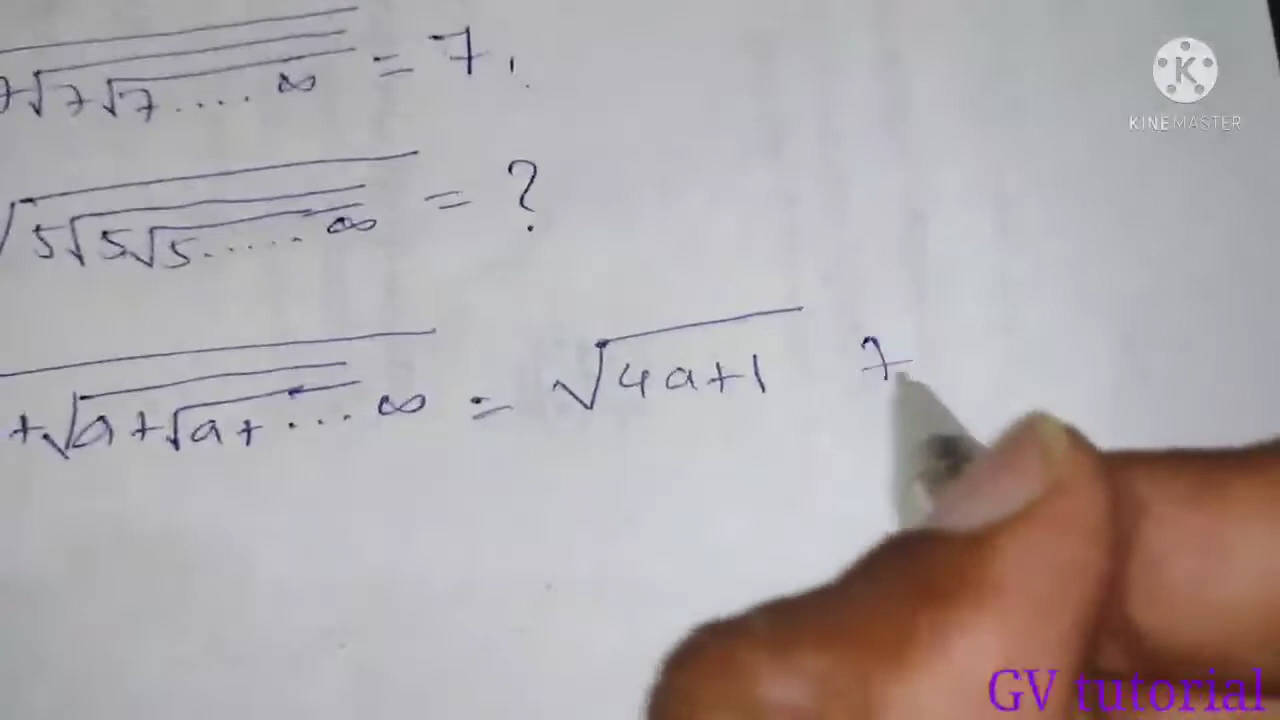 7√7√7.....∞ = 7.
KINEMASTER
√5√5√5.....∞ = ?
+√a+√a+...∞ = √4a+1 7
GV tutorial